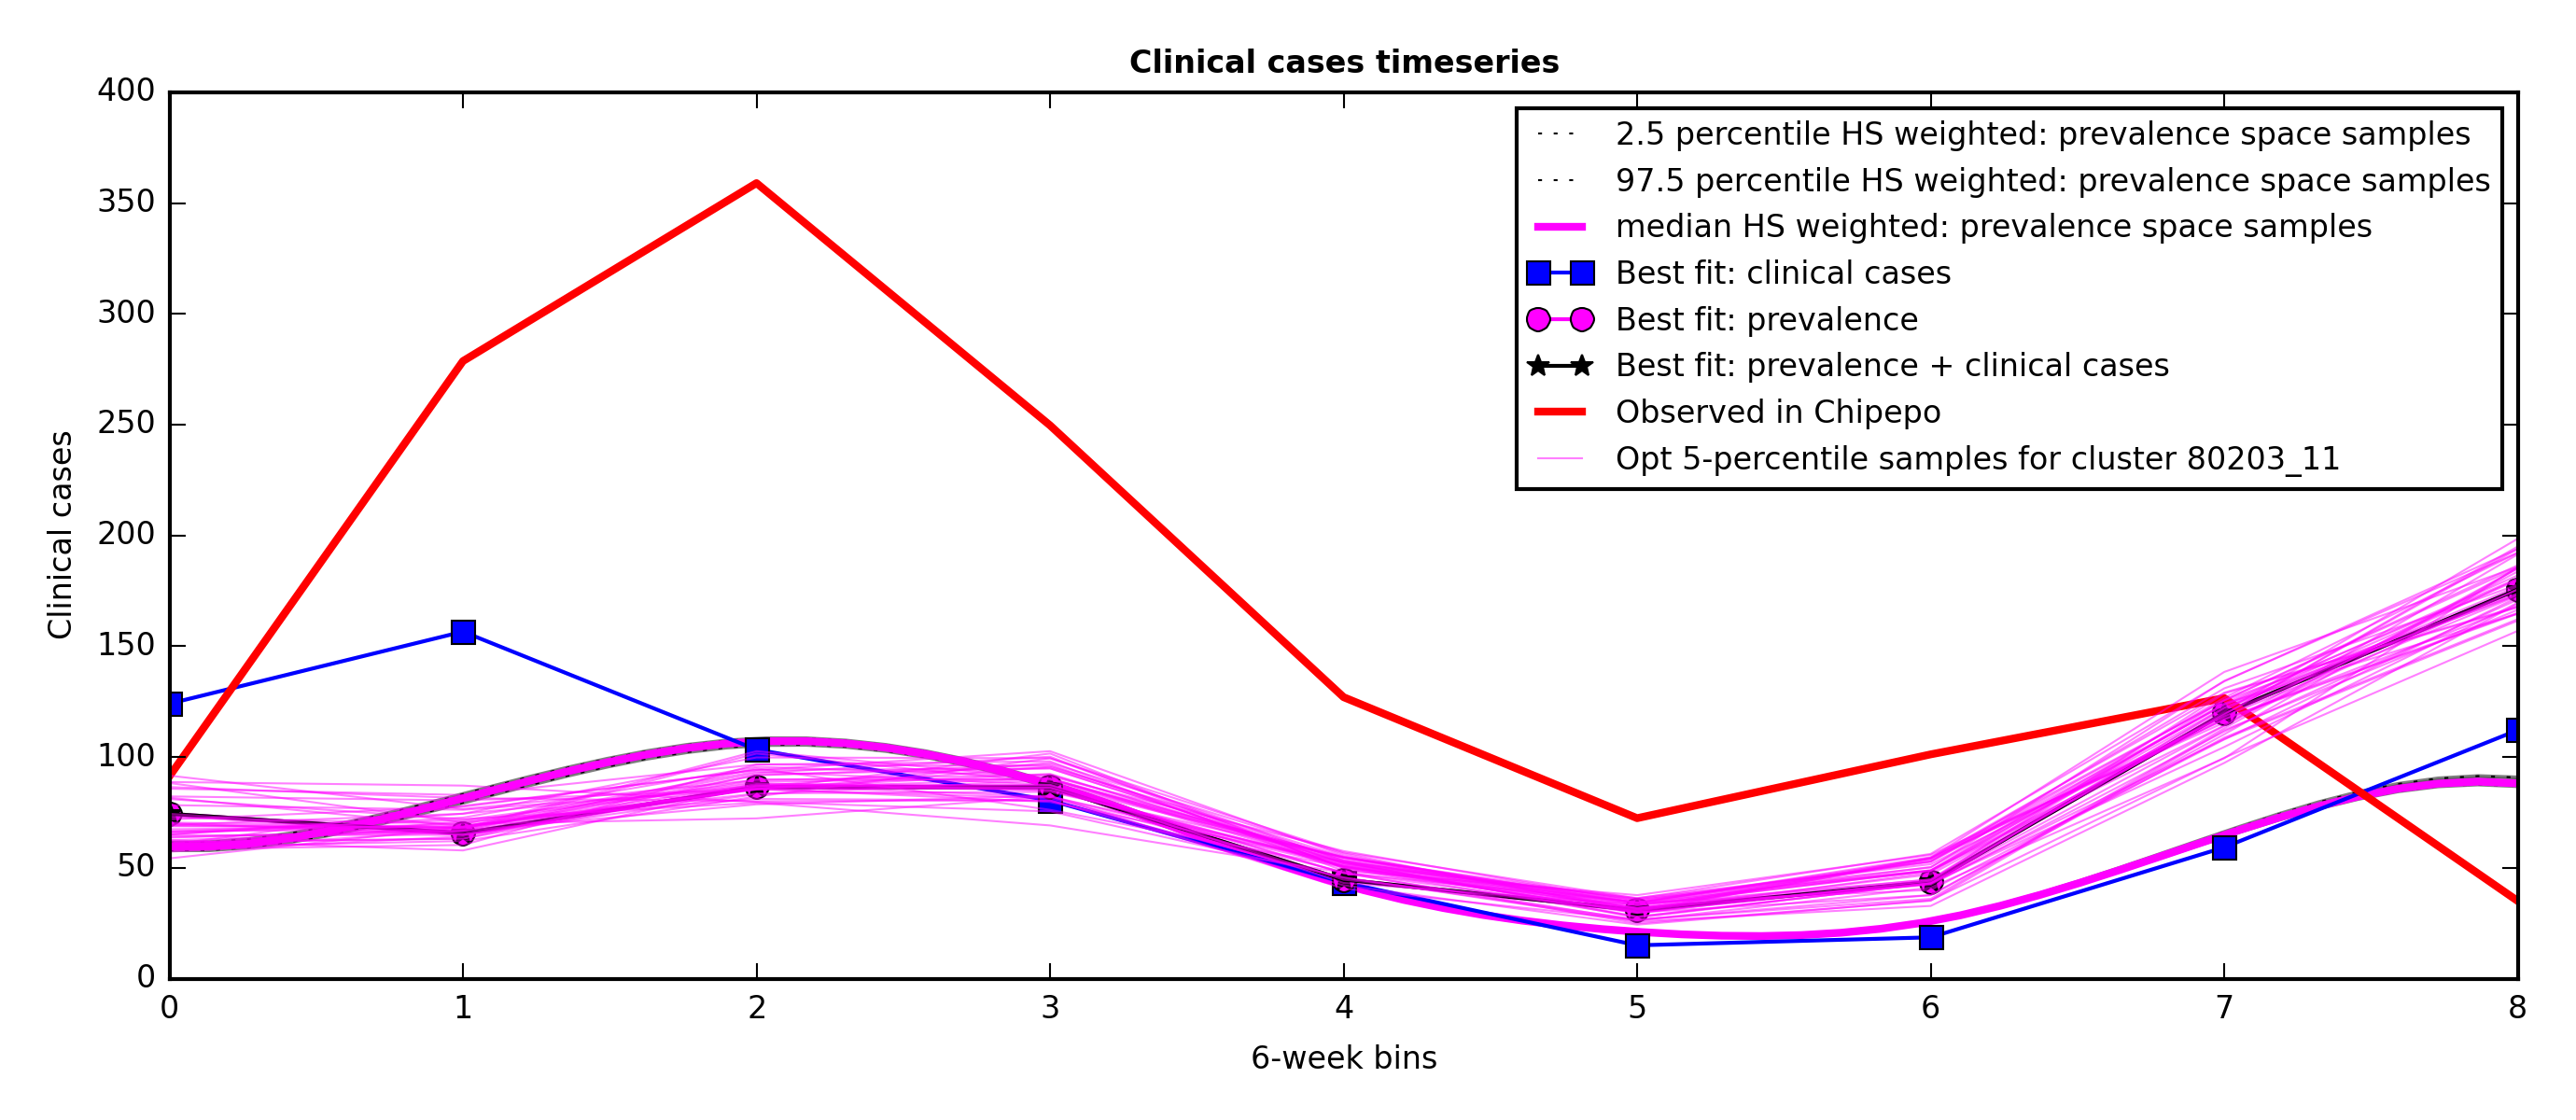 Clinical cases timeseries
400
350
300
250
200
150
100
50
0
Clinical cases
2.5 percentile HS weighted: prevalence space samples
97.5 percentile HS weighted: prevalence space samples
median HS weighted: prevalence space samples
Best fit: clinical cases
Best fit: prevalence
Best fit: prevalence + clinical cases
Observed in Chipepo
Opt 5-percentile samples for cluster 80203_11
0 1 2 3 4 5 6 7 8
6-week bins